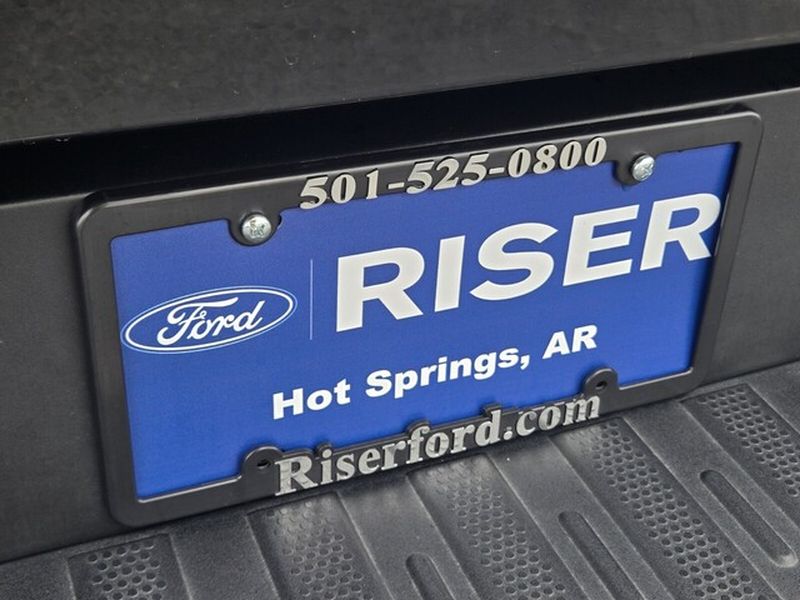 501-525-0800
Ford RISER
Hot Springs, AR
Riserford.com